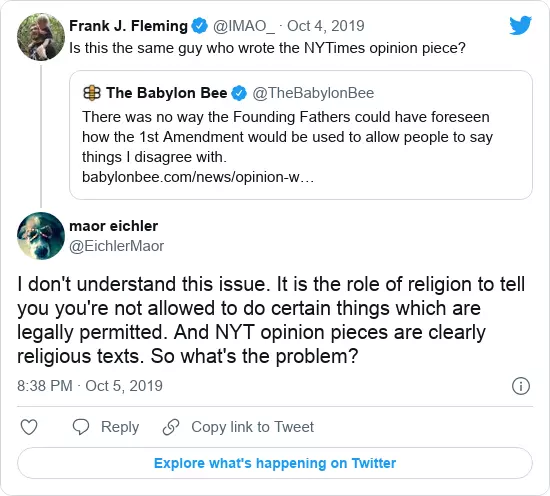 Frank J. Fleming @IMAO_ · Oct 4, 2019
Is this the same guy who wrote the NYTimes opinion piece?
The Babylon Bee @TheBabylonBee
There was no way the Founding Fathers could have foreseen
how the 1st Amendment would be used to allow people to say
things I disagree with.
babylonbee.com/news/opinion-w…
maor eichler
@EichlerMaor
I don't understand this issue. It is the role of religion to tell
you you're not allowed to do certain things which are
legally permitted. And NYT opinion pieces are clearly
religious texts. So what's the problem?
8:38 PM · Oct 5, 2019
Reply
Copy link to Tweet
Explore what's happening on Twitter